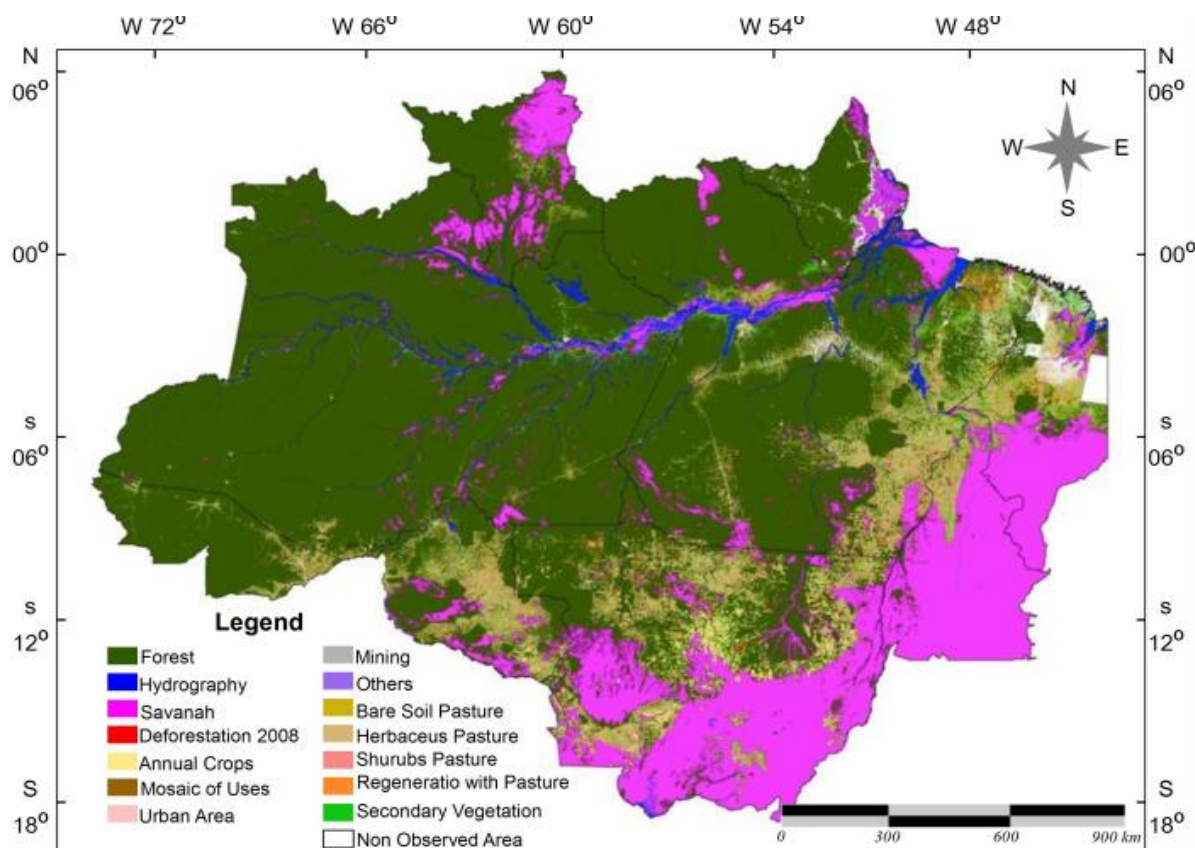 W 72º W 66º W 60º W 54º W 48º
N N
06º 06º
N
W E
S
00º 00º
S S
06º 06º
S S
12º 12º
Legend
Forest Mining
Hydrography Others
Savanah Bare Soil Pasture
Deforestation 2008 Herbaceus Pasture
Annual Crops Shurubs Pasture
Mosaic of Uses Regeneratio with Pasture
Urban Area Secondary Vegetation
Non Observed Area
S S
18º 18º
0 300 600 900 km